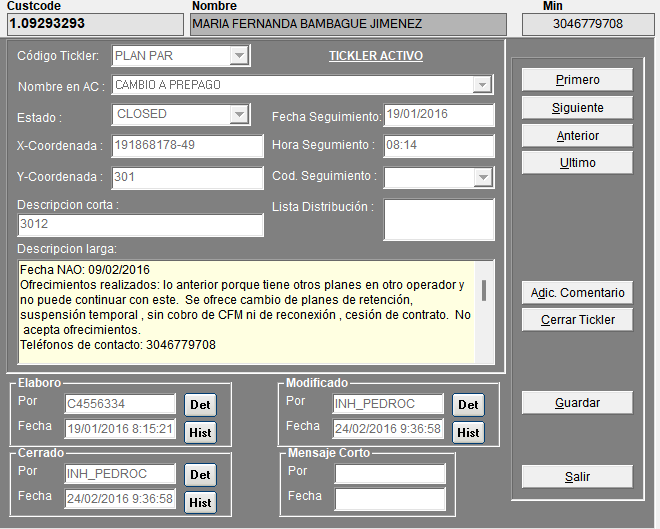 Custcode
Nombre
Min
1.09293293
MARIA FERNANDA BAMBAGUE JIMENEZ
3046779708
Código Tickler:
PLAN PAR
TICKLER ACTIVO
Nombre en AC :
CAMBIO A PREPAGO
Estado :
CLOSED
Fecha Seguimiento:
19/01/2016
X-Coordenada :
191868178-49
Hora Segumiento :
08:14
Y-Coordenada :
301
Cod. Seguimiento :
Descripcion corta :
3012
Lista Distribución :
Descripcion larga:
Fecha NAO: 09/02/2016
Ofrecimientos realizados: lo anterior porque tiene otros planes en otro operador y
no puede continuar con este. Se ofrece cambio de planes de retención,
suspensión temporal , sin cobro de CFM ni de reconexión , cesión de contrato. No
acepta ofrecimientos.
Teléfonos de contacto: 3046779708
Primero
Siguiente
Anterior
Ultimo
Adic. Comentario
Cerrar Tickler
Guardar
Salir
Elaboro
Por
C4556334
Det
Fecha
19/01/2016 8:15:21
Hist
Modificado
Por
INH_PEDROC
Det
Fecha
24/02/2016 9:36:58
Hist
Cerrado
Por
INH_PEDROC
Det
Fecha
24/02/2016 9:36:58
Hist
Mensaje Corto
Por
Fecha